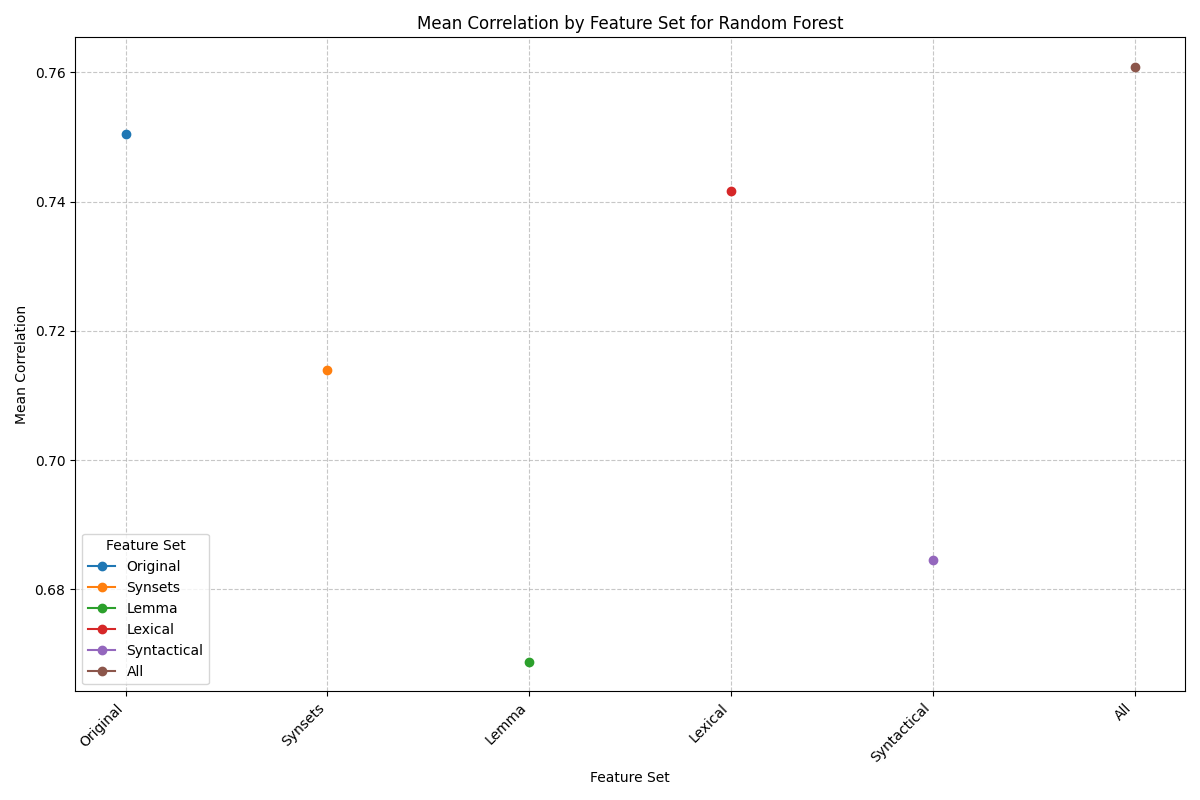 Mean Correlation by Feature Set for Random Forest
Mean Correlation
0.76
0.74
0.72
0.70
0.68
Feature Set
Original
Synsets
Lemma
Lexical
Syntactical
All
Original
Synsets
Lemma
Lexical
Syntactical
All
Feature Set